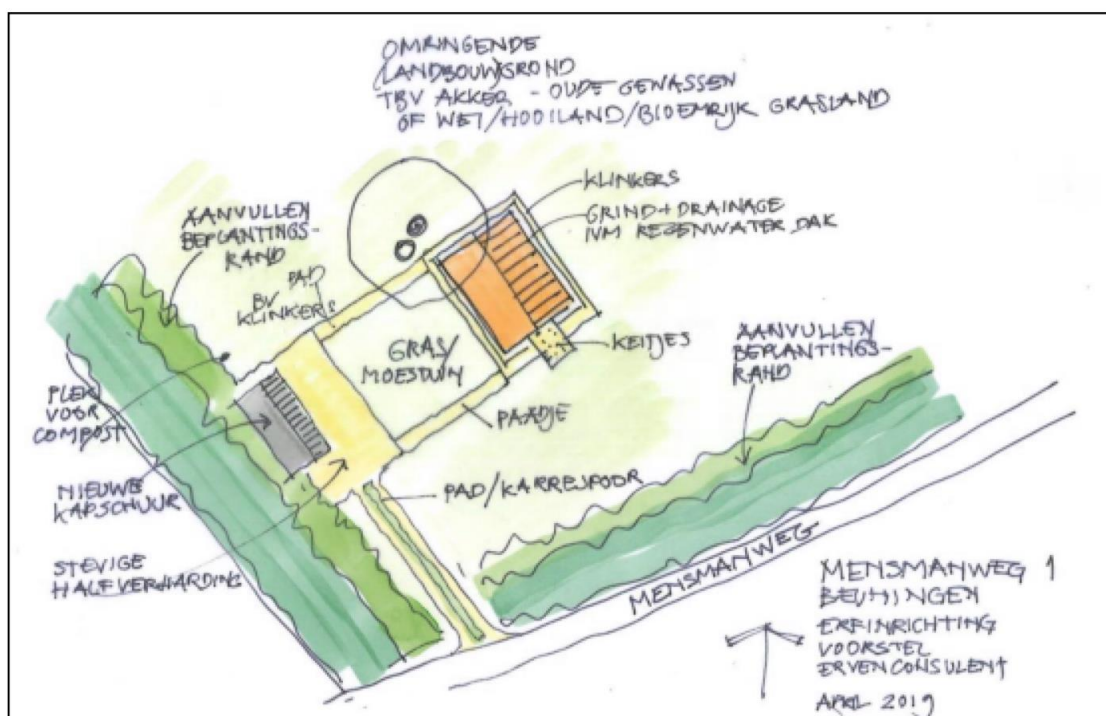 OMRINGENDE
LANDBOUWGROND
TBV AKKER - OUDE GEWASSEN
OF WEI/HOOILAND/BLOEMRIJK GRASLAND
KLINKERS
GRIND+DRAINAGE
IVM REGENWATER DAK
AANVULLEN
BEPLANTINGS-
RAND
PAD
BV
KLINKERS
GRAS/
MOESTUIN
KEITJES
AANVULLEN
BEPLANTINGS-
RAND
PLEK
VOOR
COMPOST
PAADJE
NIEUWE
KAPSCHUUR
PAD/KARRESPOOR
STEVIGE
HALFVERHARDING
MENSMANWEG
MENSMANWEG 1
BEUNINGEN
ERFINRICHTING
VOORSTEL
ERVENCONSULENT
APRIL 2019